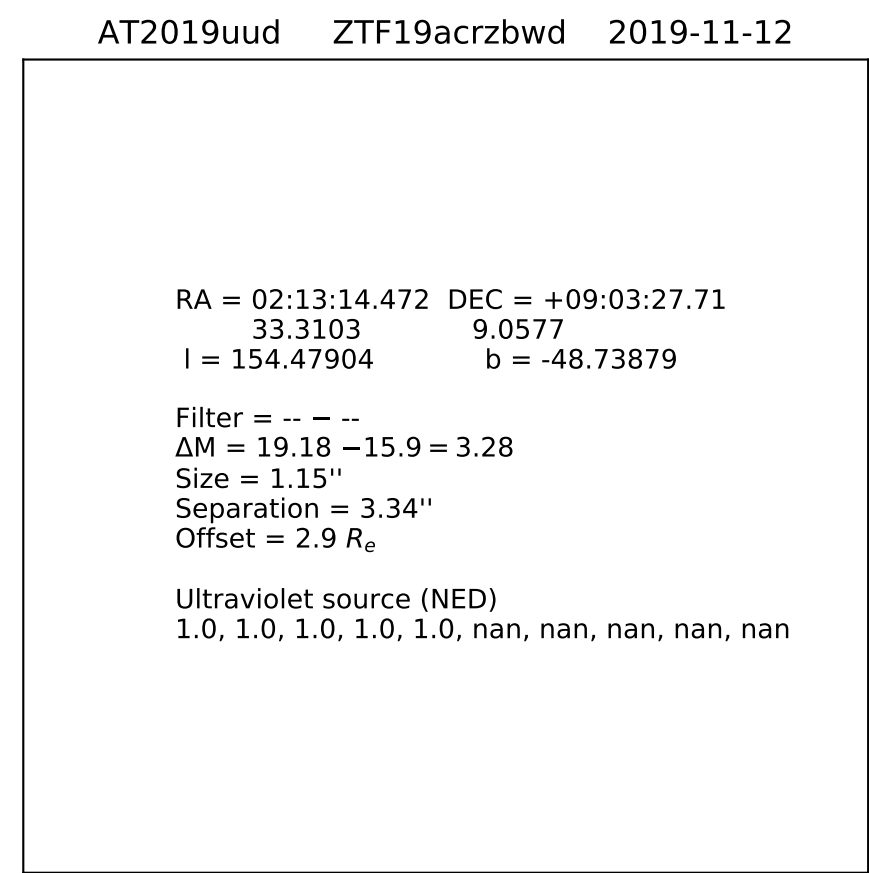 AT2019uud ZTF19acrzbwd 2019-11-12
RA = 02:13:14.472 DEC = +09:03:27.71
33.3103 9.0577
l = 154.47904 b = -48.73879
Filter = -- − --
ΔM = 19.18 −15.9 = 3.28
Size = 1.15''
Separation = 3.34''
Offset = 2.9 Re
Ultraviolet source (NED)
1.0, 1.0, 1.0, 1.0, 1.0, nan, nan, nan, nan, nan